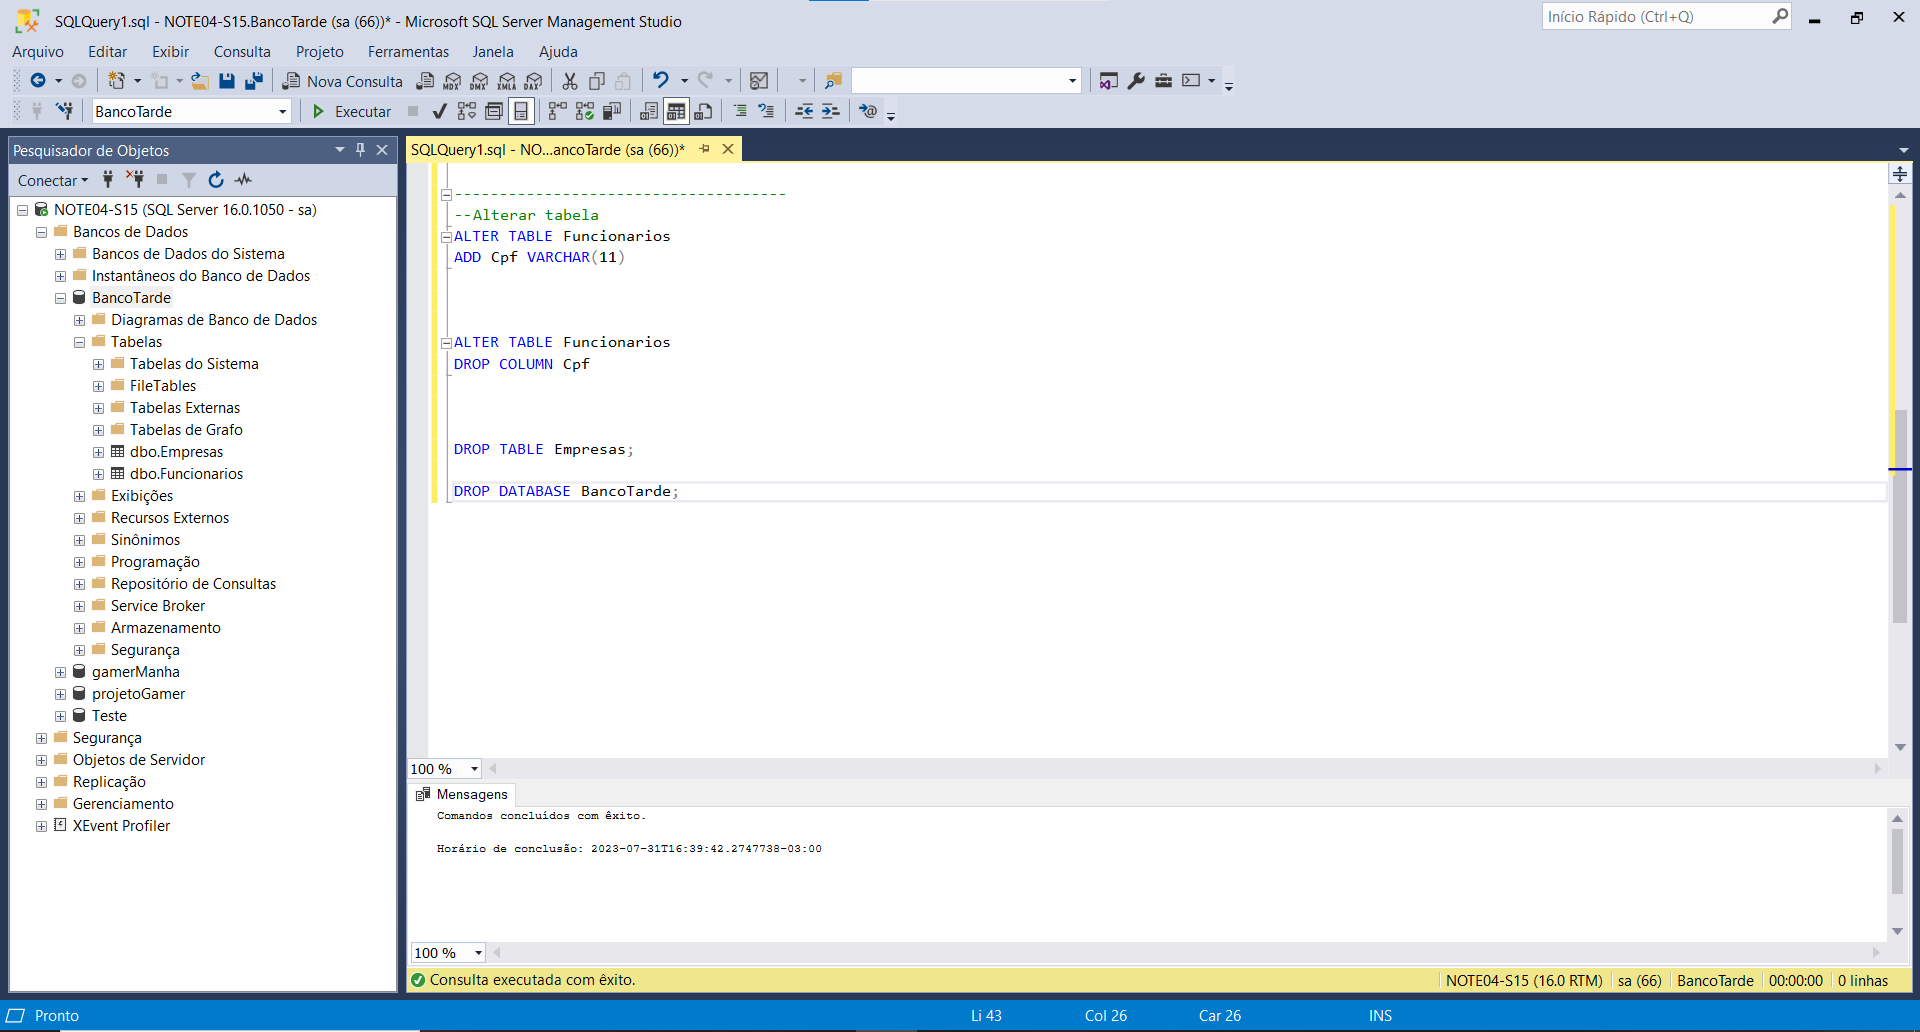 SQLQuery1.sql - NOTE04-S15.BancoTarde (sa (66))* - Microsoft SQL Server Management Studio
Início Rápido (Ctrl+Q)
Arquivo Editar Exibir Consulta Projeto Ferramentas Janela Ajuda
Nova Consulta MDX DMX XMLA DAX
BancoTarde Executar
Pesquisador de Objetos
SQLQuery1.sql - NO...ancoTarde (sa (66))*
Conectar
NOTE04-S15 (SQL Server 16.0.1050 - sa)
Bancos de Dados
Bancos de Dados do Sistema
Instantâneos do Banco de Dados
BancoTarde
Diagramas de Banco de Dados
Tabelas
Tabelas do Sistema
FileTables
Tabelas Externas
Tabelas de Grafo
dbo.Empresas
dbo.Funcionarios
Exibições
Recursos Externos
Sinônimos
Programação
Repositório de Consultas
Service Broker
Armazenamento
Segurança
gamerManha
projetoGamer
Teste
Segurança
Objetos de Servidor
Replicação
Gerenciamento
XEvent Profiler
-------------------------------------
--Alterar tabela
ALTER TABLE Funcionarios
ADD Cpf VARCHAR(11)
ALTER TABLE Funcionarios
DROP COLUMN Cpf
DROP TABLE Empresas;
DROP DATABASE BancoTarde;
100 %
Mensagens
Comandos concluídos com êxito.
Horário de conclusão: 2023-07-31T16:39:42.2747738-03:00
100 %
Consulta executada com êxito.
NOTE04-S15 (16.0 RTM) sa (66) BancoTarde 00:00:00 0 linhas
Pronto
Li 43 Col 26 Car 26 INS